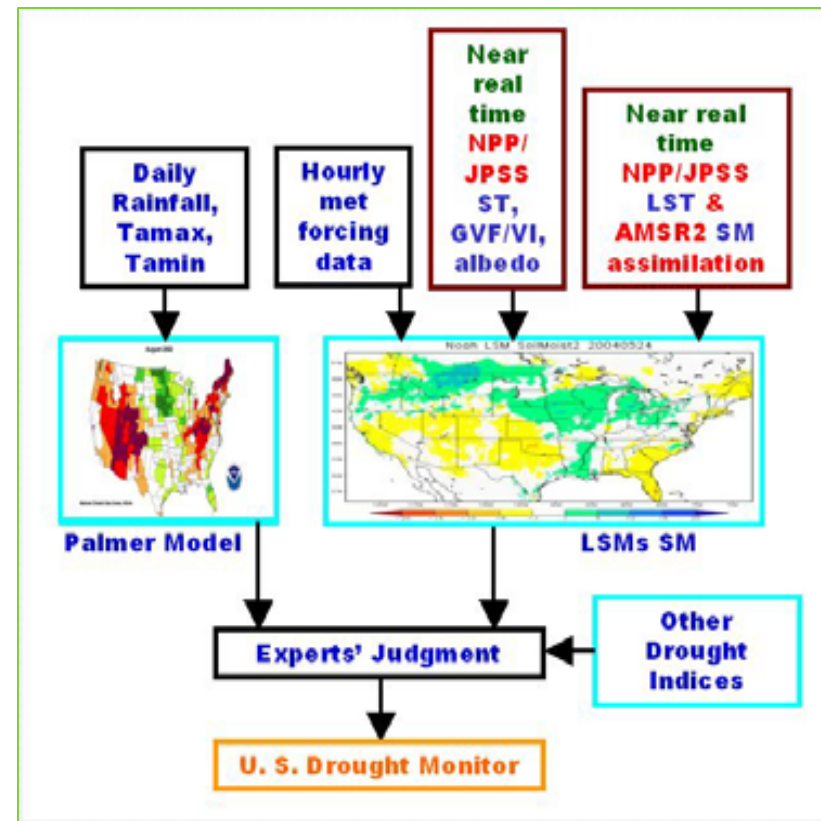 Near
real
time
NPP/
JPSS
ST,
GVF/VI,
albedo
Near real
time
NPP/JPSS
LST &
AMSR2 SM
assimilation
Daily
Rainfall,
Tamax,
Tamin
Hourly
met
forcing
data
Noah LSM SoilMoist2 20040524
Palmer Model
LSMs SM
Experts' Judgment
Other
Drought
Indices
U. S. Drought Monitor